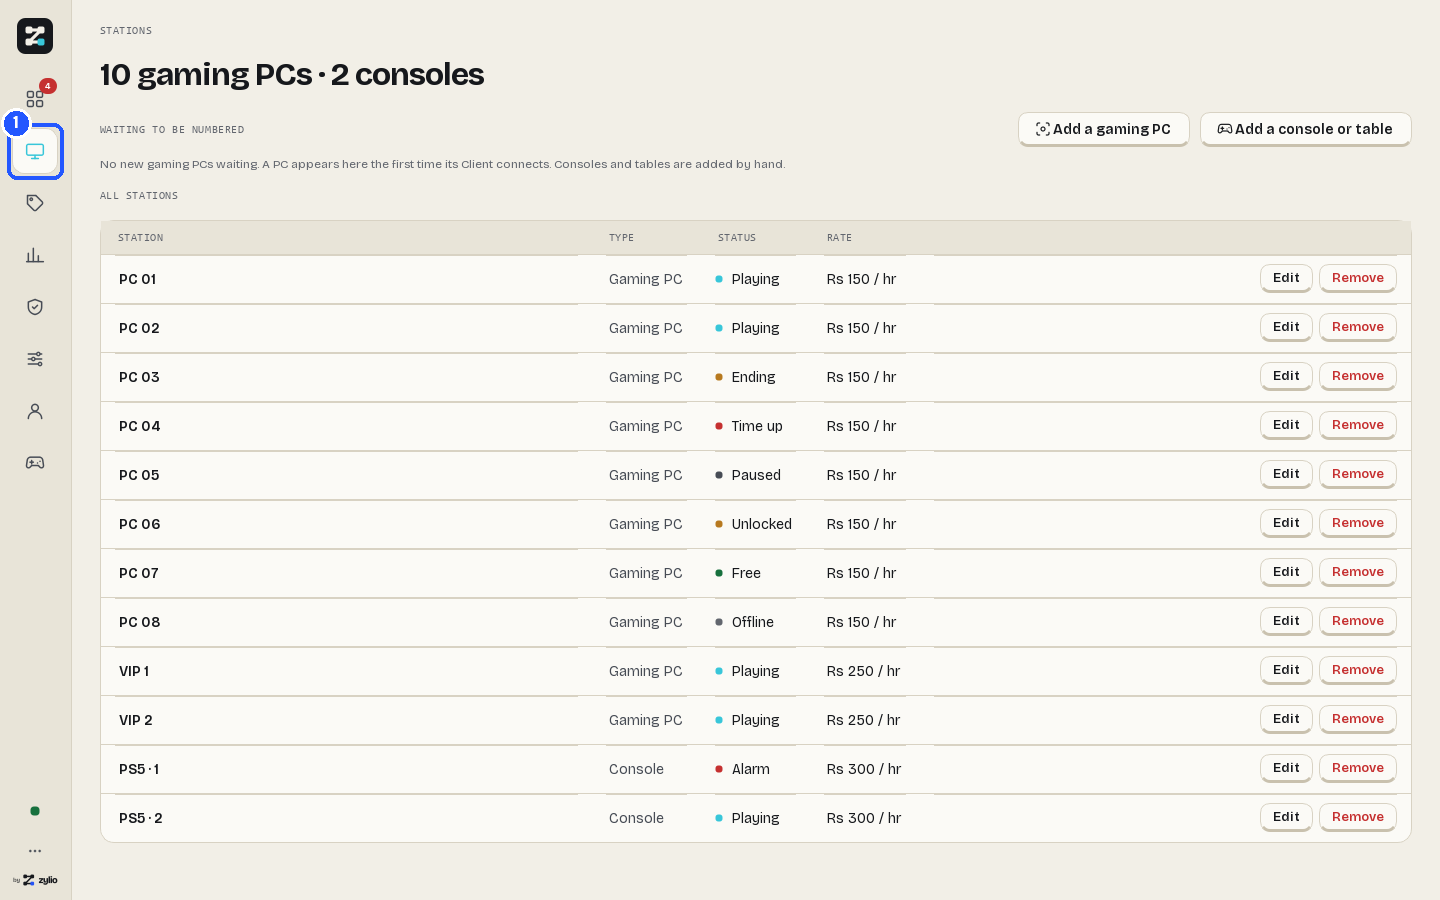 STATIONS
10 gaming PCs · 2 consoles
4
1
WAITING TO BE NUMBERED
Add a gaming PC
Add a console or table
No new gaming PCs waiting. A PC appears here the first time its Client connects. Consoles and tables are added by hand.
ALL STATIONS
STATION TYPE STATUS RATE
PC 01 Gaming PC Playing Rs 150 / hr Edit Remove
PC 02 Gaming PC Playing Rs 150 / hr Edit Remove
PC 03 Gaming PC Ending Rs 150 / hr Edit Remove
PC 04 Gaming PC Time up Rs 150 / hr Edit Remove
PC 05 Gaming PC Paused Rs 150 / hr Edit Remove
PC 06 Gaming PC Unlocked Rs 150 / hr Edit Remove
PC 07 Gaming PC Free Rs 150 / hr Edit Remove
PC 08 Gaming PC Offline Rs 150 / hr Edit Remove
VIP 1 Gaming PC Playing Rs 250 / hr Edit Remove
VIP 2 Gaming PC Playing Rs 250 / hr Edit Remove
PS5 · 1 Console Alarm Rs 300 / hr Edit Remove
PS5 · 2 Console Playing Rs 300 / hr Edit Remove
by zylio